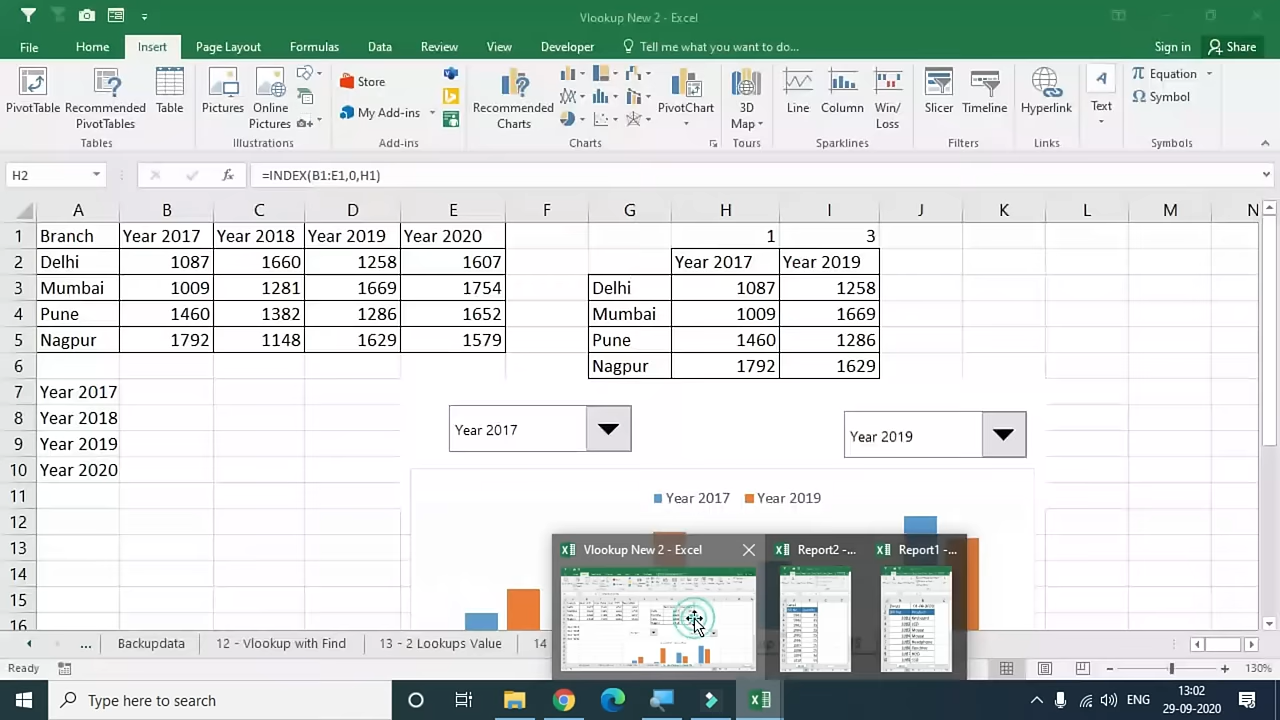 Vlookup New 2 - Excel
File Home Insert Page Layout Formulas Data Review View Developer Tell me what you want to do... Sign in Share
PivotTable Recommended PivotTables Table Pictures Online Pictures Store My Add-ins Recommended Charts PivotChart 3D Map Line Column Win/Loss Slicer Timeline Hyperlink Text Equation Symbol
Tables Illustrations Add-ins Charts Tours Sparklines Filters Links Symbols
H2 fx =INDEX(B1:E1,0,H1)
A B C D E F G H I J K L M N
1 Branch Year 2017 Year 2018 Year 2019 Year 2020 1 3
2 Delhi 1087 1660 1258 1607 Year 2017 Year 2019
3 Mumbai 1009 1281 1669 1754 Delhi 1087 1258
4 Pune 1460 1382 1286 1652 Mumbai 1009 1669
5 Nagpur 1792 1148 1629 1579 Pune 1460 1286
6 Nagpur 1792 1629
7 Year 2017
8 Year 2018 Year 2017 Year 2019
9 Year 2019
10 Year 2020
11 Year 2017 Year 2019
12
13 Vlookup New 2 - Excel Report2 -... Report1 -...
14
15
16
... Backupdata 12 - Vlookup with Find 13 - 2 Lookups Value 14
Ready 130%
Type here to search ENG 13:02
29-09-2020